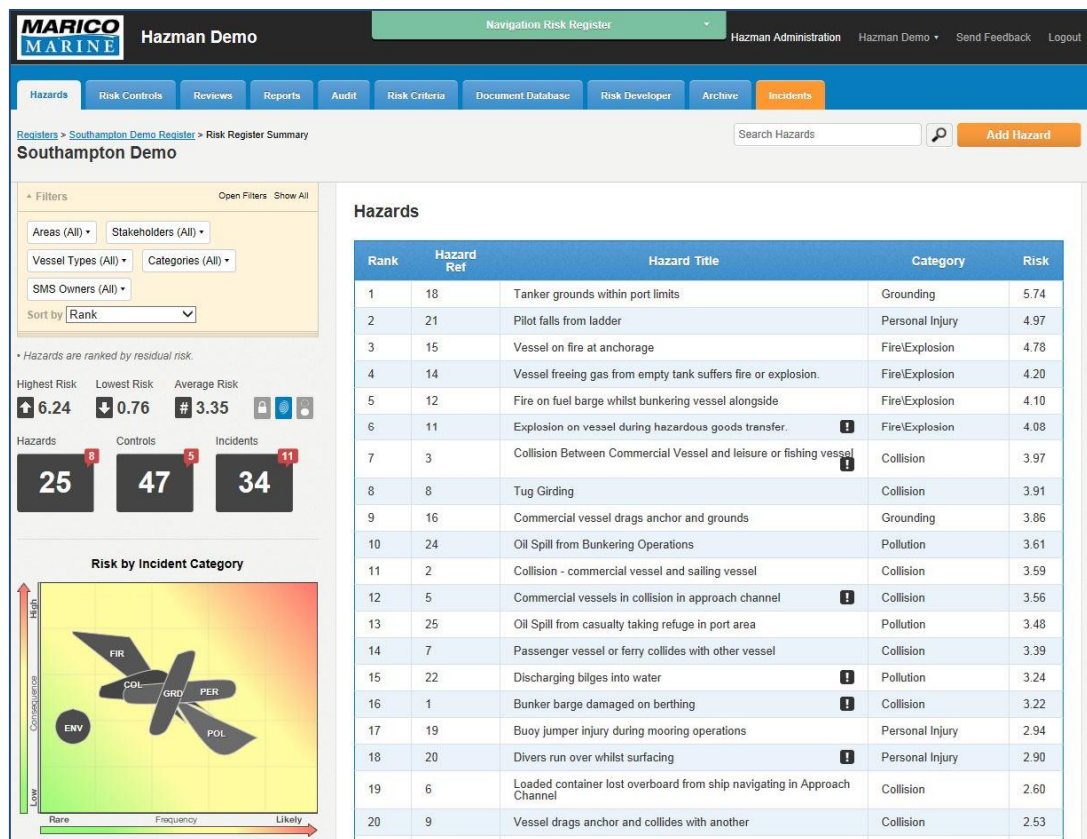 MARICO
MARINE
Hazman Demo
Navigation Risk Register
Hazman Administration Hazman Demo Send Feedback Logout
Hazards Risk Controls Reviews Reports Audit Risk Criteria Document Database Risk Developer Archive Incidents
Registers > Southampton Demo Register > Risk Register Summary
Southampton Demo
Search Hazards
Add Hazard
Filters Open Filters Show All
Areas (All) Stakeholders (All)
Vessel Types (All) Categories (All)
SMS Owners (All)
Sort by Rank
• Hazards are ranked by residual risk.
Highest Risk Lowest Risk Average Risk
6.24 0.76 # 3.35
Hazards Controls Incidents
8 5 11
25 47 34
Risk by Incident Category
High
Consequence
Low
FIR
COL
GRD
PER
ENV
POL
Rare Frequency Likely
Hazards
Rank Hazard Ref Hazard Title Category Risk
1 18 Tanker grounds within port limits Grounding 5.74
2 21 Pilot falls from ladder Personal Injury 4.97
3 15 Vessel on fire at anchorage Fire\Explosion 4.78
4 14 Vessel freeing gas from empty tank suffers fire or explosion. Fire\Explosion 4.20
5 12 Fire on fuel barge whilst bunkering vessel alongside Fire\Explosion 4.10
6 11 Explosion on vessel during hazardous goods transfer. ! Fire\Explosion 4.08
7 3 Collision Between Commercial Vessel and leisure or fishing vessel ! Collision 3.97
8 8 Tug Girding Collision 3.91
9 16 Commercial vessel drags anchor and grounds Grounding 3.86
10 24 Oil Spill from Bunkering Operations Pollution 3.61
11 2 Collision - commercial vessel and sailing vessel Collision 3.59
12 5 Commercial vessels in collision in approach channel ! Collision 3.56
13 25 Oil Spill from casualty taking refuge in port area Pollution 3.48
14 7 Passenger vessel or ferry collides with other vessel Collision 3.39
15 22 Discharging bilges into water ! Pollution 3.24
16 1 Bunker barge damaged on berthing ! Collision 3.22
17 19 Buoy jumper injury during mooring operations Personal Injury 2.94
18 20 Divers run over whilst surfacing ! Personal Injury 2.90
19 6 Loaded container lost overboard from ship navigating in Approach Channel Collision 2.60
20 9 Vessel drags anchor and collides with another Collision 2.53